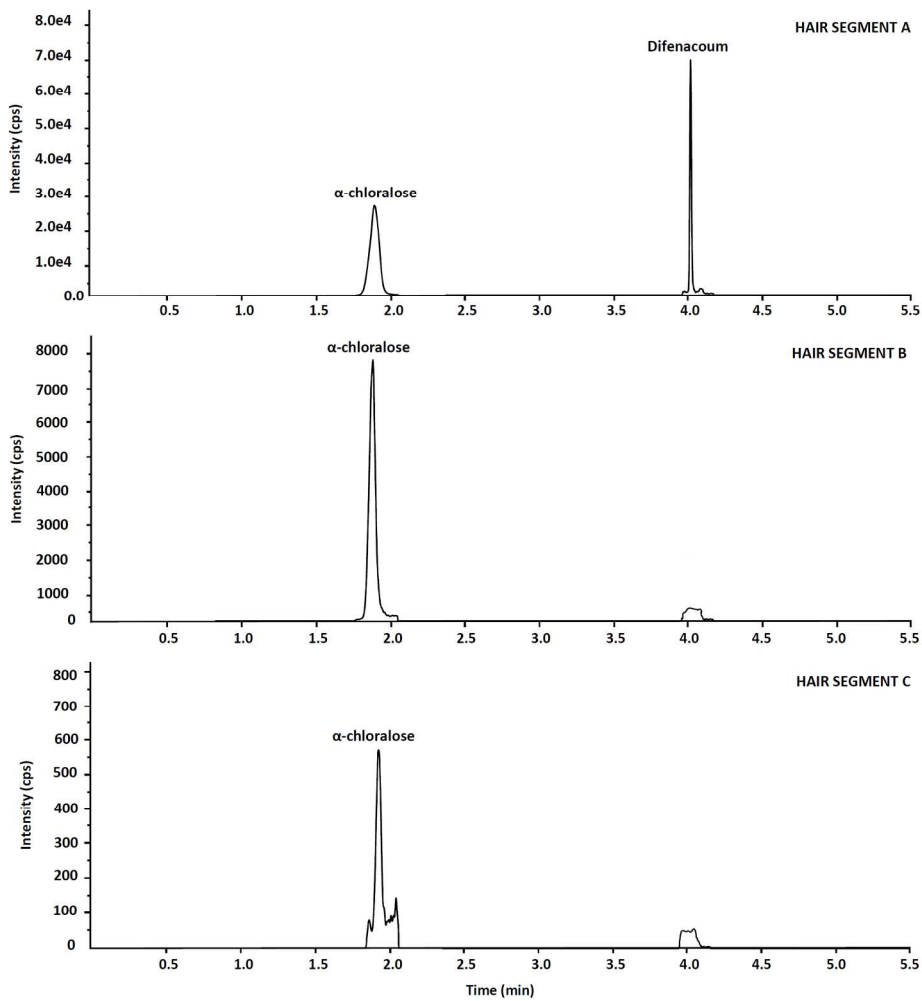 HAIR SEGMENT A
Intensity (cps)
8.0e4
7.0e4
6.0e4
5.0e4
4.0e4
3.0e4
2.0e4
1.0e4
0.0
α-chloralose
Difenacoum
0.5 1.0 1.5 2.0 2.5 3.0 3.5 4.0 4.5 5.0 5.5
HAIR SEGMENT B
Intensity (cps)
8000
7000
6000
5000
4000
3000
2000
1000
0
α-chloralose
0.5 1.0 1.5 2.0 2.5 3.0 3.5 4.0 4.5 5.0 5.5
HAIR SEGMENT C
Intensity (cps)
800
700
600
500
400
300
200
100
0
α-chloralose
0.5 1.0 1.5 2.0 2.5 3.0 3.5 4.0 4.5 5.0 5.5
Time (min)